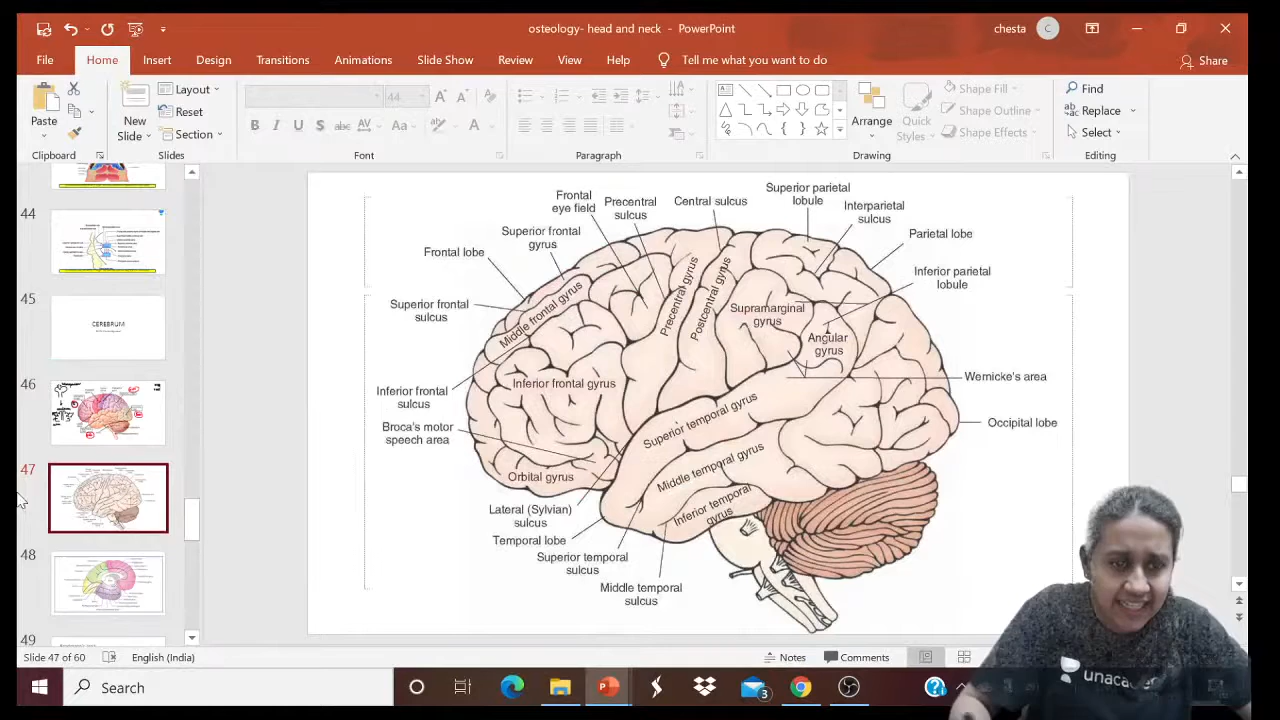 osteology- head and neck - PowerPoint
chesta
C
File
Home
Insert
Design
Transitions
Animations
Slide Show
Review
View
Help
Tell me what you want to do
Share
Paste
New
Slide
Layout
Reset
Section
44
B I U S abc AV Aa A
Arrange
Quick
Styles
Shape Fill
Shape Outline
Shape Effects
Find
Replace
Select
Clipboard
Slides
Font
Paragraph
Drawing
Editing
44
45
CEREBRUM
46
47
48
49
Frontal
eye field
Precentral
sulcus
Central sulcus
Superior parietal
lobule
Interparietal
sulcus
Parietal lobe
Inferior parietal
lobule
Superior frontal
gyrus
Frontal lobe
Superior frontal
sulcus
Middle frontal gyrus
Precentral gyrus
Postcentral gyrus
Supramarginal
gyrus
Angular
gyrus
Inferior frontal
sulcus
Inferior frontal gyrus
Wernicke's area
Broca's motor
speech area
Superior temporal gyrus
Occipital lobe
Orbital gyrus
Middle temporal gyrus
Inferior temporal
gyrus
Lateral (Sylvian)
sulcus
Temporal lobe
Superior temporal
sulcus
Middle temporal
sulcus
unaca
Slide 47 of 60
English (India)
Notes
Comments
Search
3